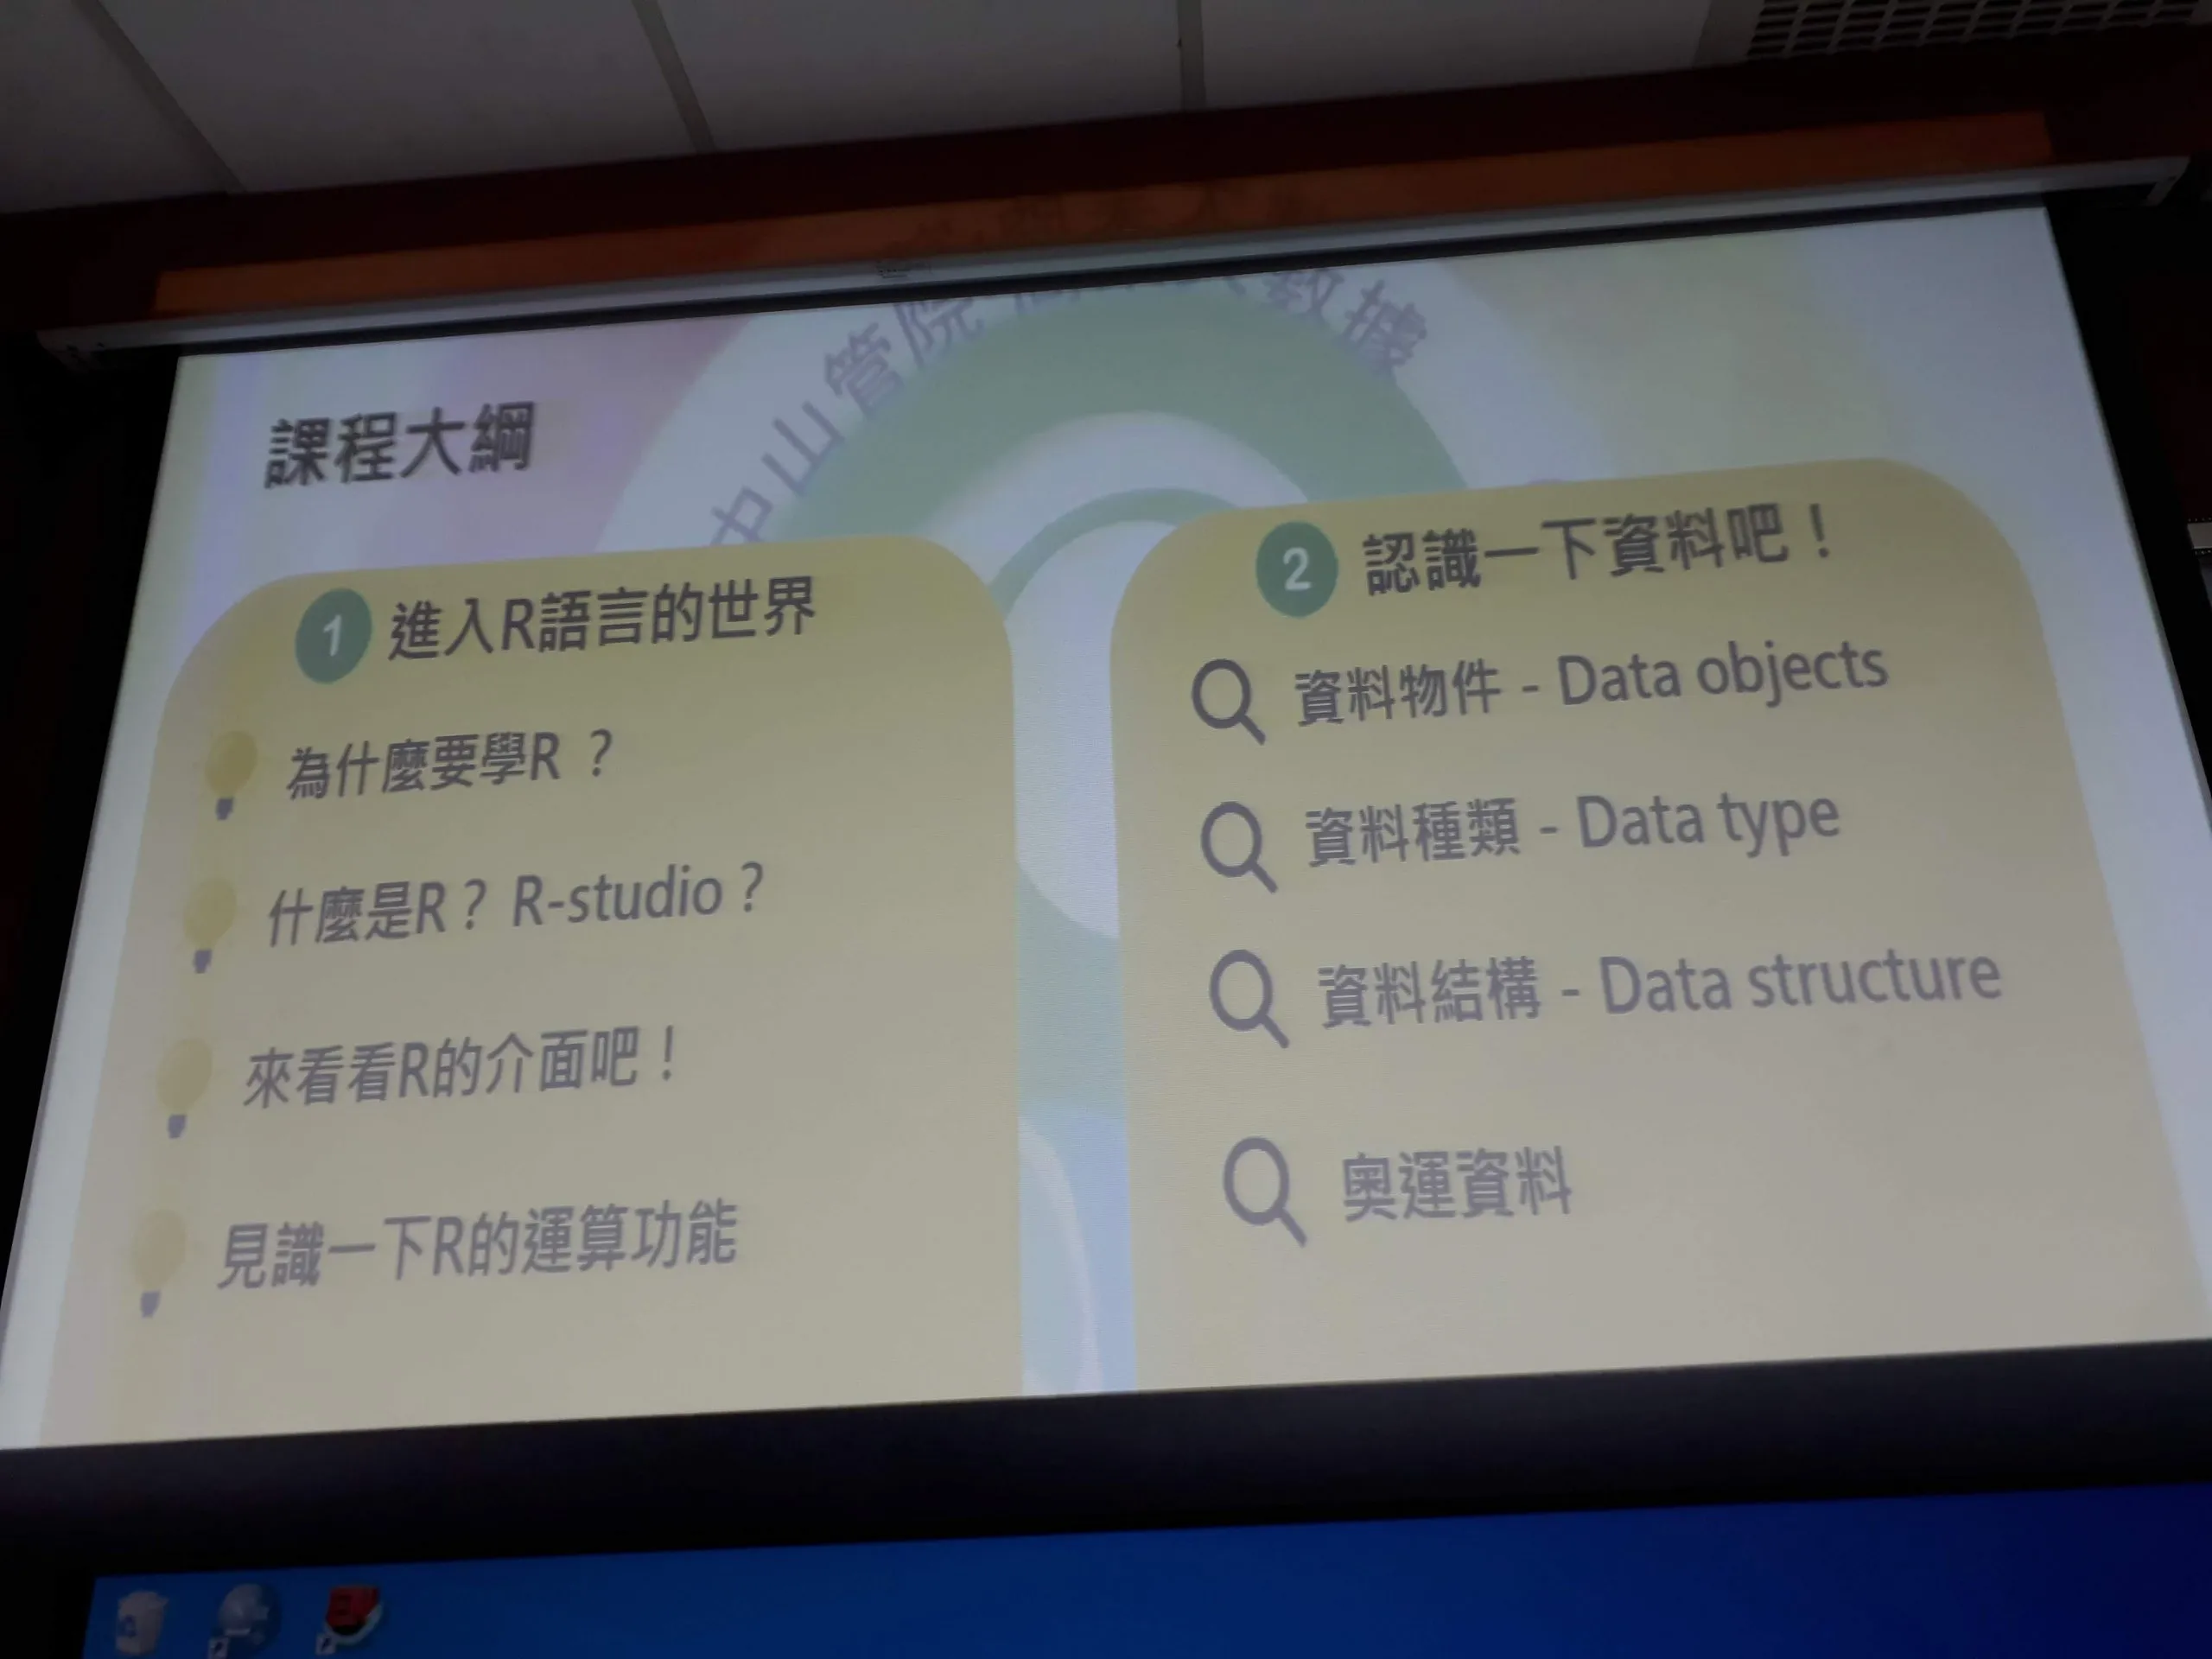 中山管院
數據
課程大綱
1 進入R語言的世界
為什麼要學R？
什麼是R？R-studio？
來看看R的介面吧！
見識一下R的運算功能
2 認識一下資料吧！
資料物件 - Data objects
資料種類 - Data type
資料結構 - Data structure
奧運資料